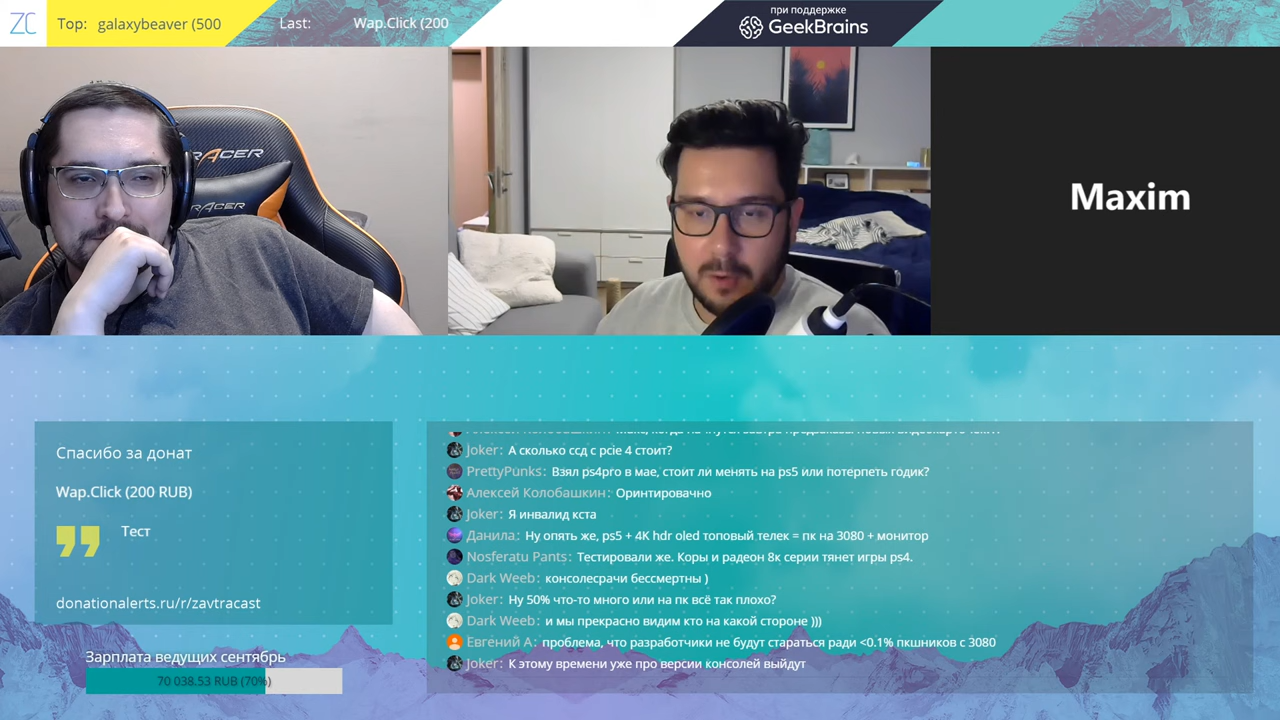 ZC
Top: galaxybeaver (500
Last: Wap.Click (200
при поддержке
GeekBrains
RACER
RACER
Maxim
Спасибо за донат
Wap.Click (200 RUB)
Тест
donationalerts.ru/r/zavtracast
Зарплата ведущих сентябрь
70 038.53 RUB (70%)
Joker: А сколько ссд с pcie 4 стоит?
PrettyPunks: Взял ps4pro в мае, стоит ли менять на ps5 или потерпеть годик?
Алексей Колобашкин: Оринтировачно
Joker: Я инвалид кста
Данила: Ну опять же, ps5 + 4K hdr oled топовый телек = пк на 3080 + монитор
Nosferatu Pants: Тестировали же. Коры и радеон 8к серии тянет игры ps4.
Dark Weeb: консолесрачи бессмертны )
Joker: Ну 50% что-то много или на пк всё так плохо?
Dark Weeb: и мы прекрасно видим кто на какой стороне )))
Евгений А: проблема, что разработчики не будут стараться ради <0.1% пкшников с 3080
Joker: К этому времени уже про версии консолей выйдут